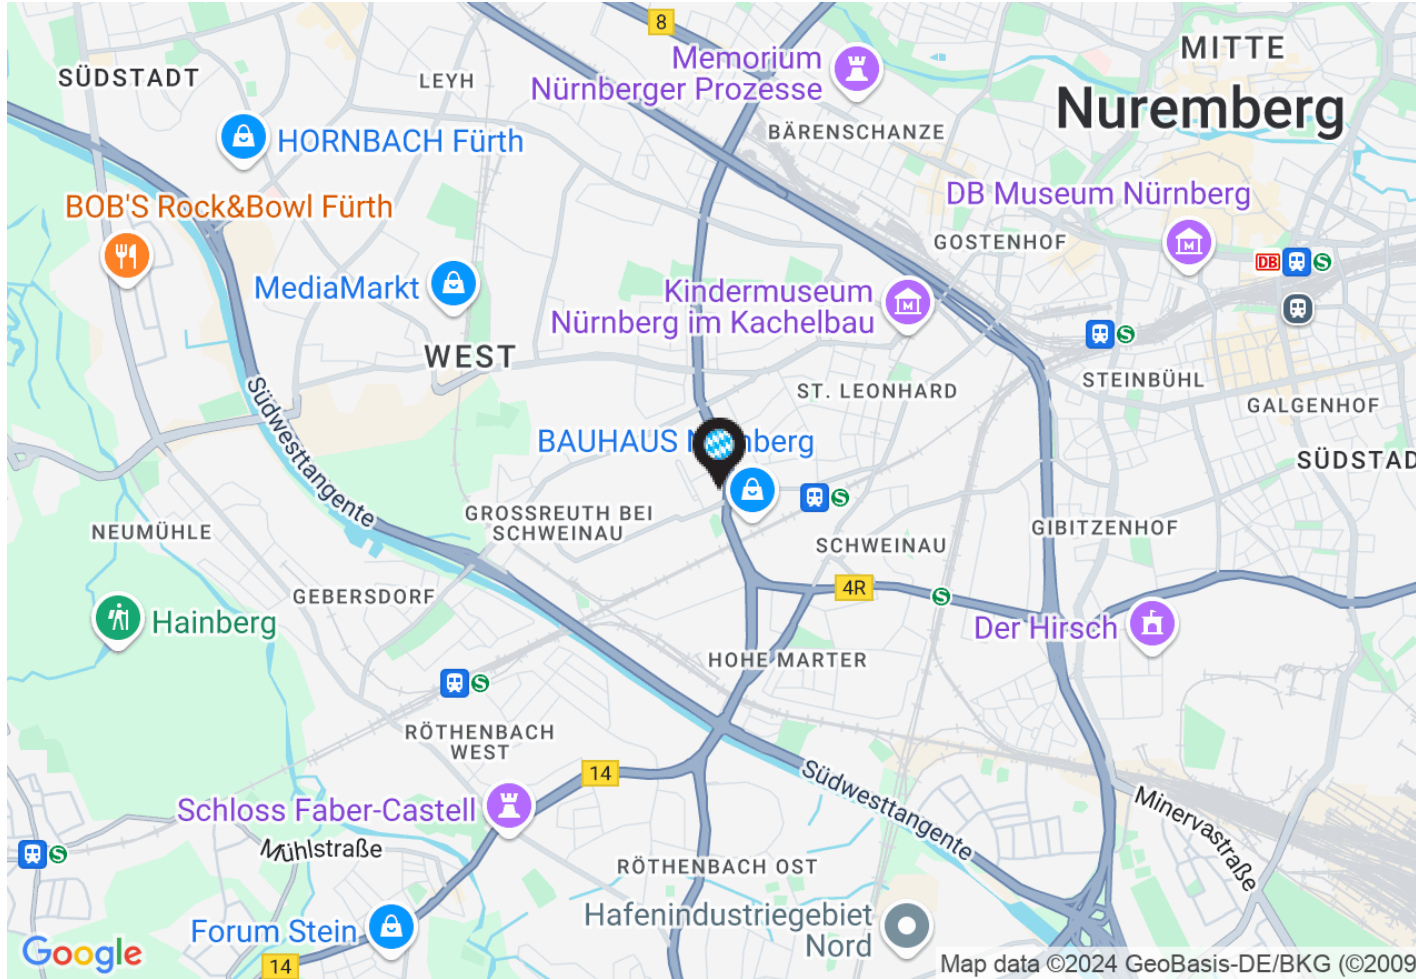 8
MITTE
Memorium
Nürnberger Prozesse
SÜDSTADT
LEYH
Nuremberg
BÄRENSCHANZE
HORNBACH Fürth
DB Museum Nürnberg
BOB'S Rock&Bowl Fürth
GOSTENHOF
DB
S
MediaMarkt
Kindermuseum
Nürnberg im Kachelbau
S
WEST
STEINBÜHL
ST. LEONHARD
GALGENHOF
Südwesttangente
BAUHAUS N
nberg
SÜDSTAD
S
GROSSREUTH BEI
SCHWEINAU
NEUMÜHLE
GIBITZENHOF
SCHWEINAU
GEBERSDORF
4R
S
Hainberg
Der Hirsch
HOHE MARTER
S
RÖTHENBACH
WEST
14
Südwesttangente
Schloss Faber-Castell
Minervastraße
Mühlstraße
S
RÖTHENBACH OST
Hafenindustriegebiet
Nord
Forum Stein
Google
14
Map data ©2024 GeoBasis-DE/BKG (©2009